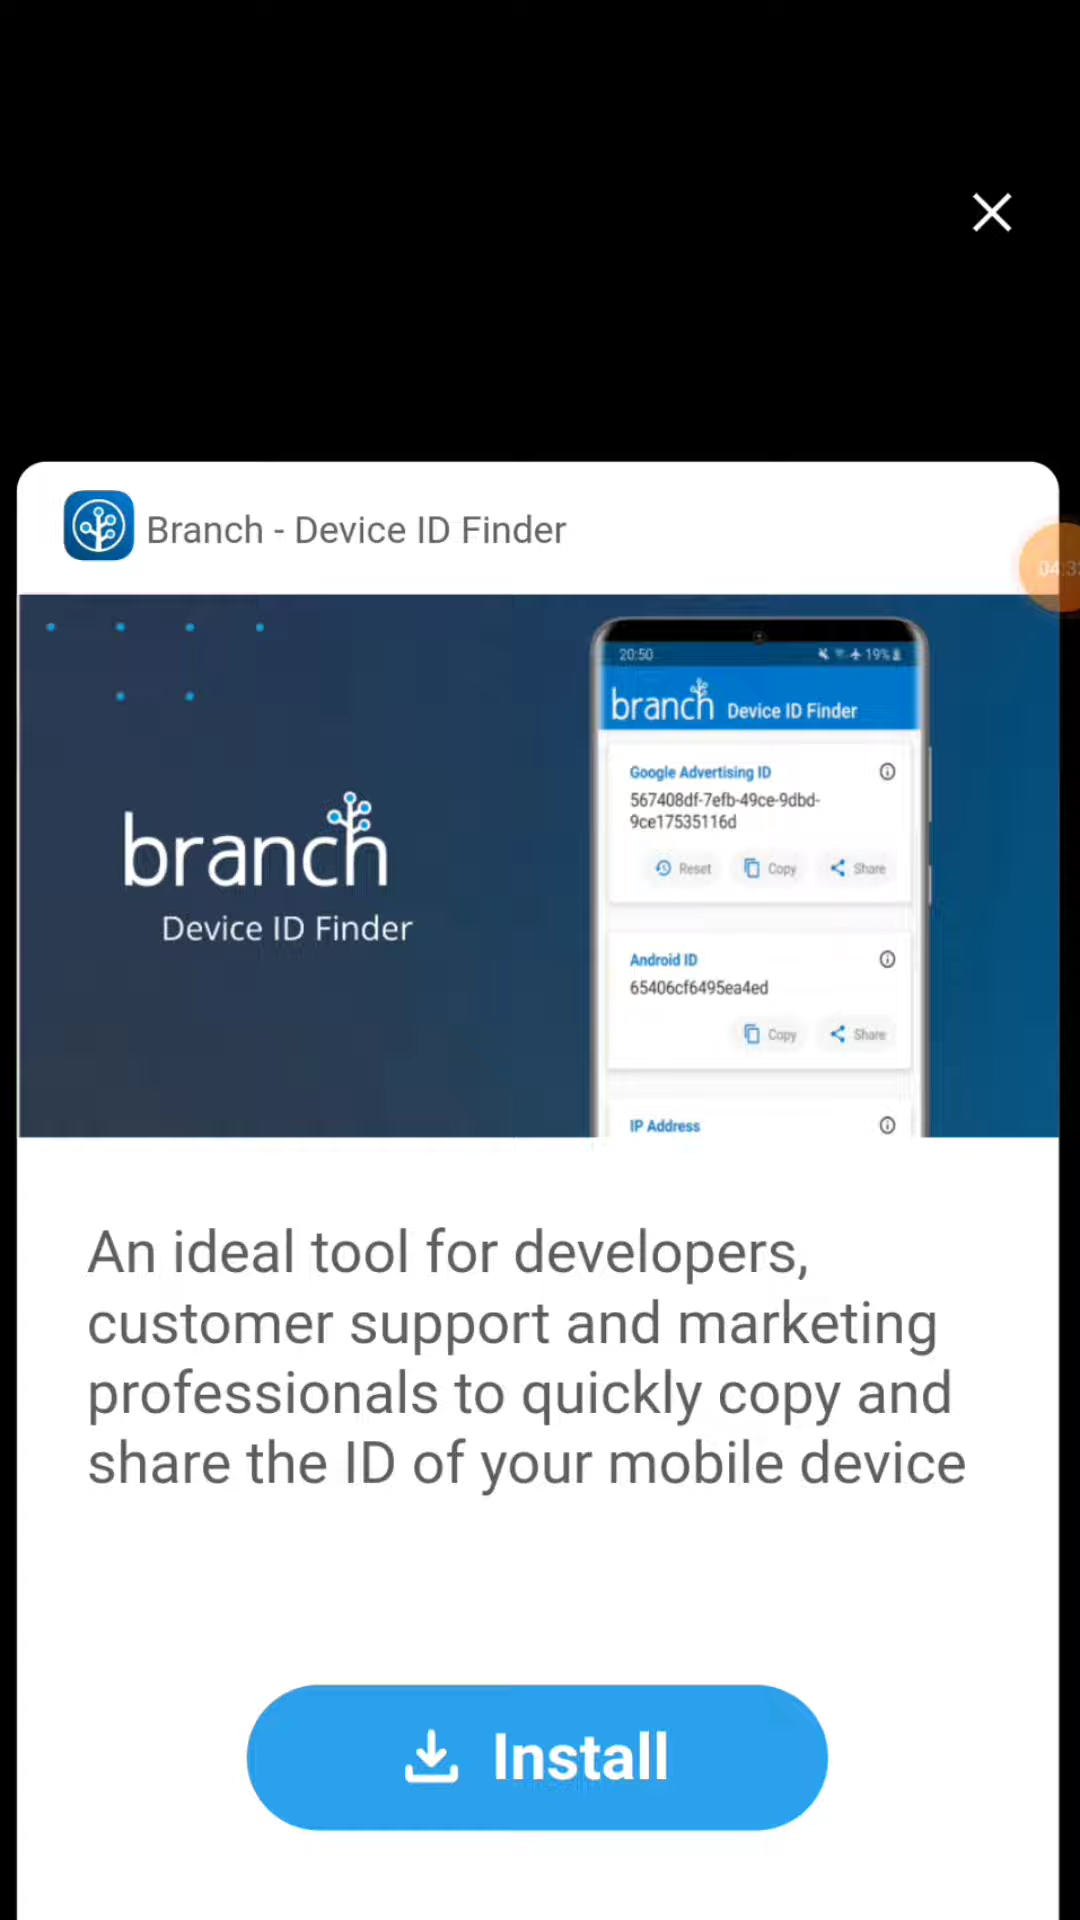 Branch - Device ID Finder
20:50
19%
branch Device ID Finder
Google Advertising ID
567408df-7efb-49ce-9dbd-
9ce17535116d
Reset Copy Share
Android ID
65406cf6495ea4ed
Copy Share
IP Address
branch
Device ID Finder
An ideal tool for developers,
customer support and marketing
professionals to quickly copy and
share the ID of your mobile device
Install